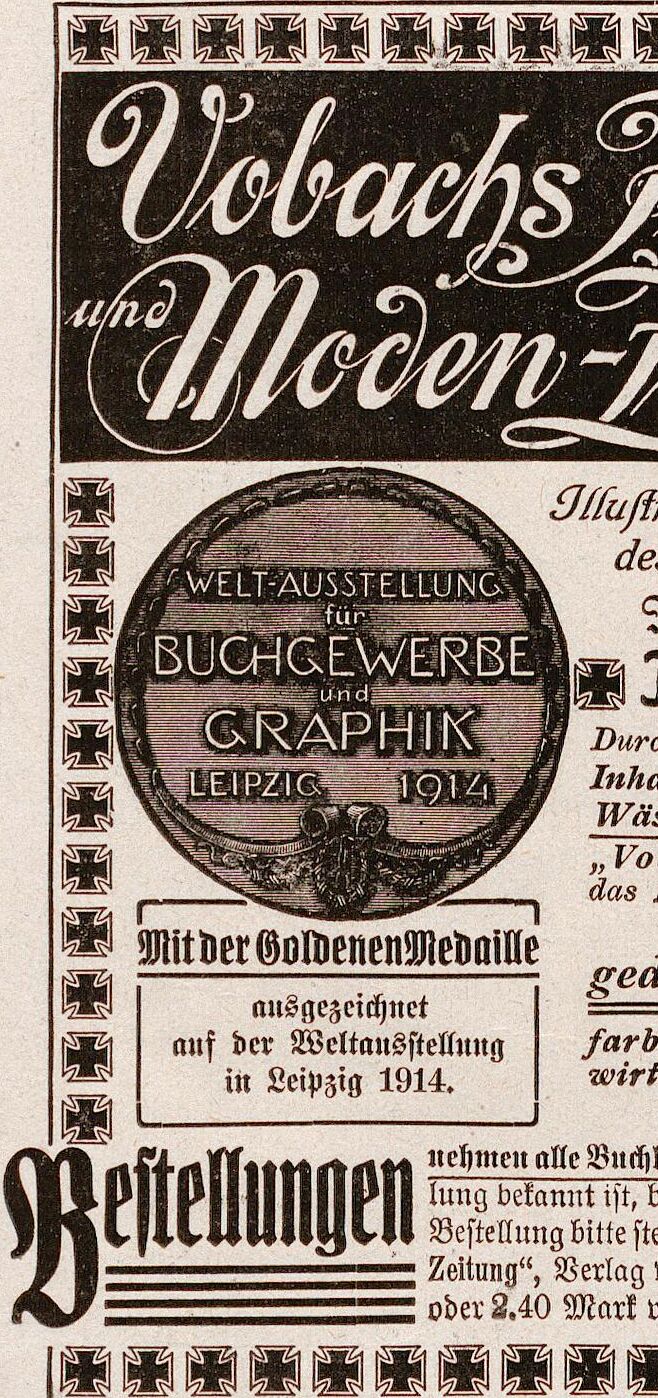 Vobachs
und Moden-
WELT-AUSSTELLUNG
für
BUCHGEWERBE
und
GRAPHIK
LEIPZIG 1914
Mit der Goldenen Medaille
ausgezeichnet
auf der Weltausstellung
in Leipzig 1914.
Illustr
des
Durc
Inha
Wäs
„Vo
das
ged
farb
wirt
Bestellungen
nehmen alle Buchh
lung bekannt ist, b
Bestellung bitte ste
Zeitung“, Verlag
oder 2.40 Mark